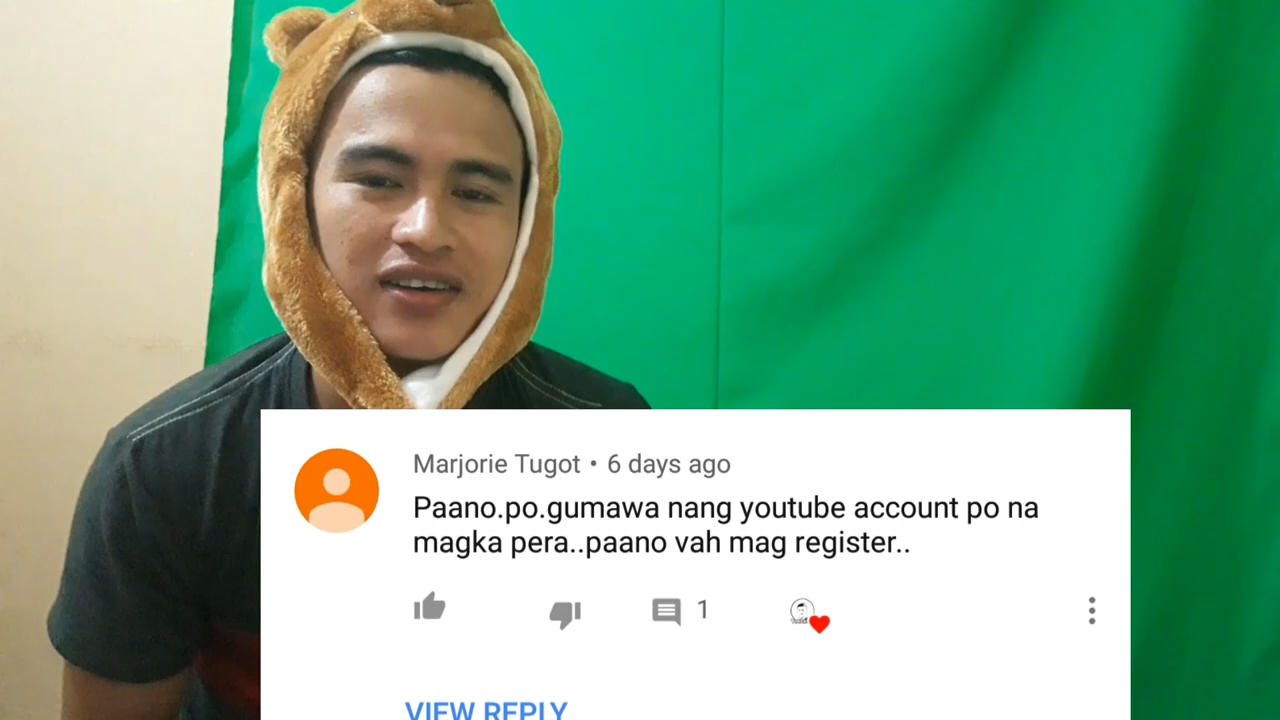 Marjorie Tugot • 6 days ago
Paano.po.gumawa nang youtube account po na
magka pera..paano vah mag register..
1
VIEW REPLY